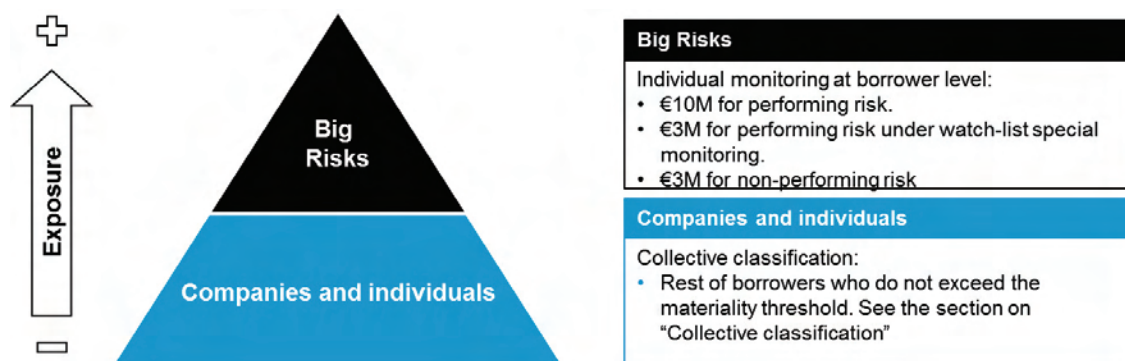 Exposure
Big
Risks
Companies and individuals
Big Risks
Individual monitoring at borrower level:
• €10M for performing risk.
• €3M for performing risk under watch-list special
monitoring.
• €3M for non-performing risk
Companies and individuals
Collective classification:
• Rest of borrowers who do not exceed the
materiality threshold. See the section on
“Collective classification”